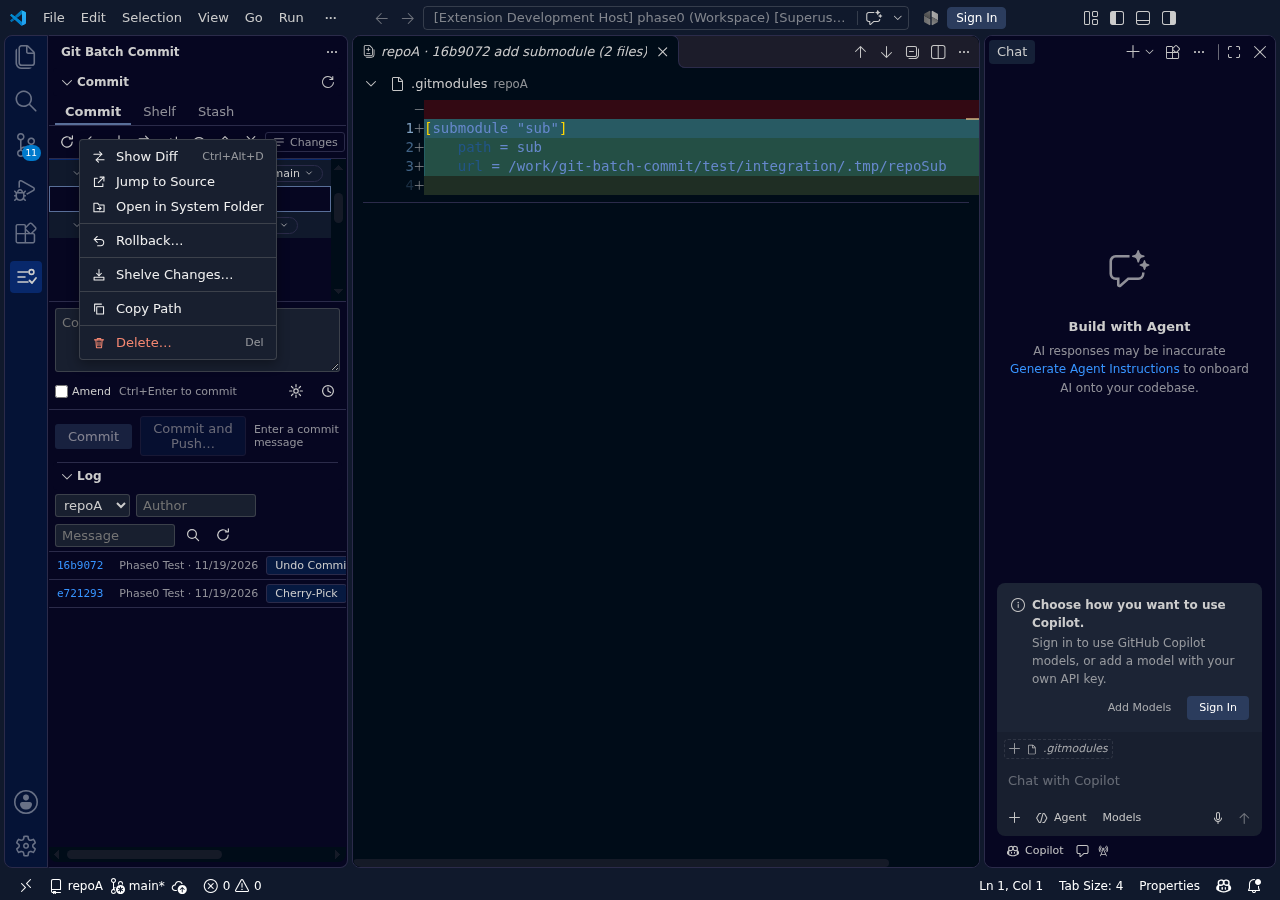 File Edit Selection View Go Run ···
[Extension Development Host] phase0 (Workspace) [Superus...
Sign In
Git Batch Commit
Commit
Commit Shelf Stash
Changes
main
Show Diff Ctrl+Alt+D
Jump to Source
Open in System Folder
Rollback...
Shelve Changes...
Copy Path
Delete... Del
Co
Amend Ctrl+Enter to commit
Commit
Commit and Push...
Enter a commit message
Log
repoA Author
Message
16b9072 Phase0 Test · 11/19/2026 Undo Commi
e721293 Phase0 Test · 11/19/2026 Cherry-Pick
11
repoA · 16b9072 add submodule (2 files)
.gitmodules repoA
1+ [submodule "sub"]
2+ path = sub
3+ url = /work/git-batch-commit/test/integration/.tmp/repoSub
4+
Chat
Build with Agent
AI responses may be inaccurate
Generate Agent Instructions to onboard
AI onto your codebase.
Choose how you want to use
Copilot.
Sign in to use GitHub Copilot
models, or add a model with your
own API key.
Add Models Sign In
.gitmodules
Chat with Copilot
Agent Models
Copilot
repoA main* 0 0
Ln 1, Col 1 Tab Size: 4 Properties